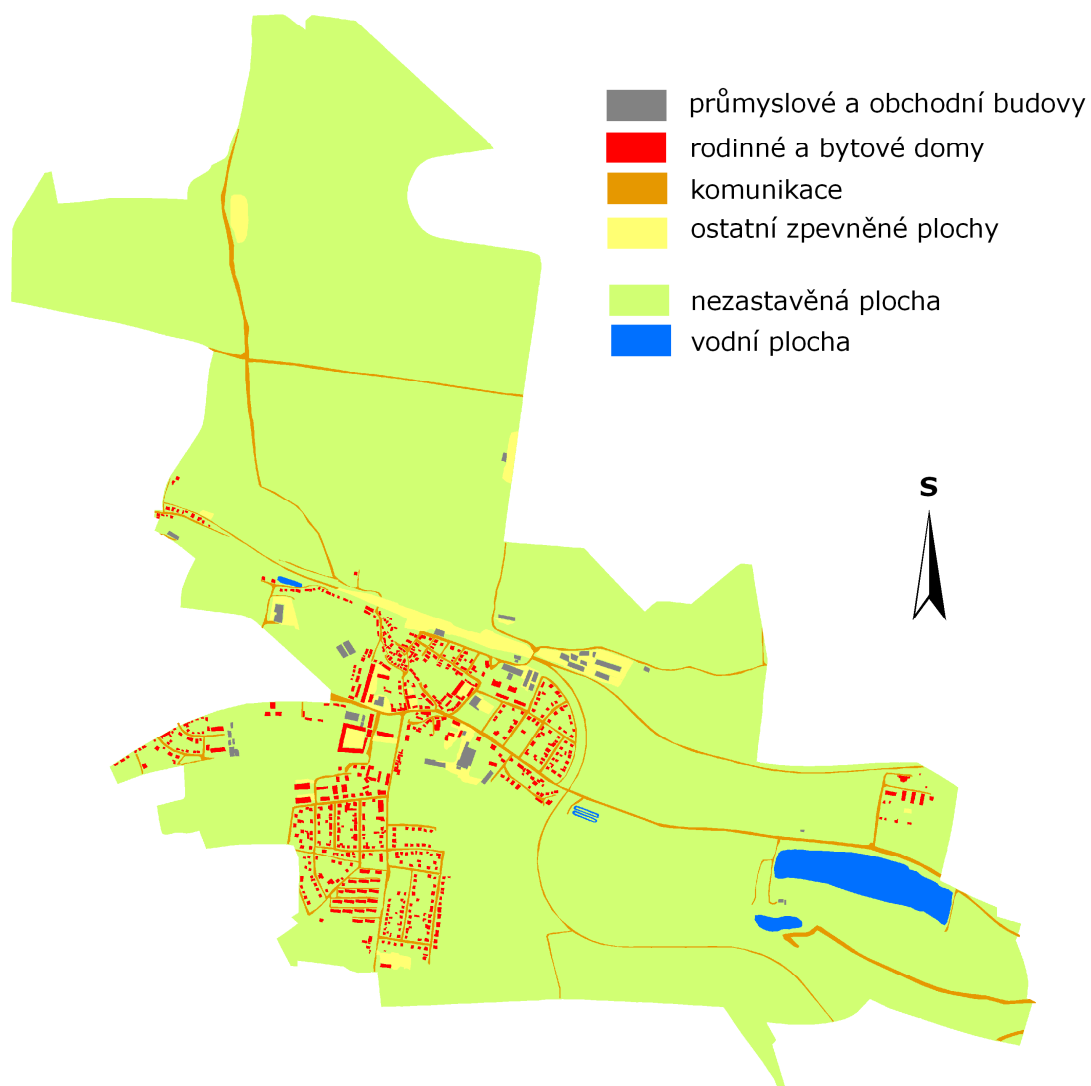 průmyslové a obchodní budovy
rodinné a bytové domy
komunikace
ostatní zpevněné plochy
nezastavěná plocha
vodní plocha
S